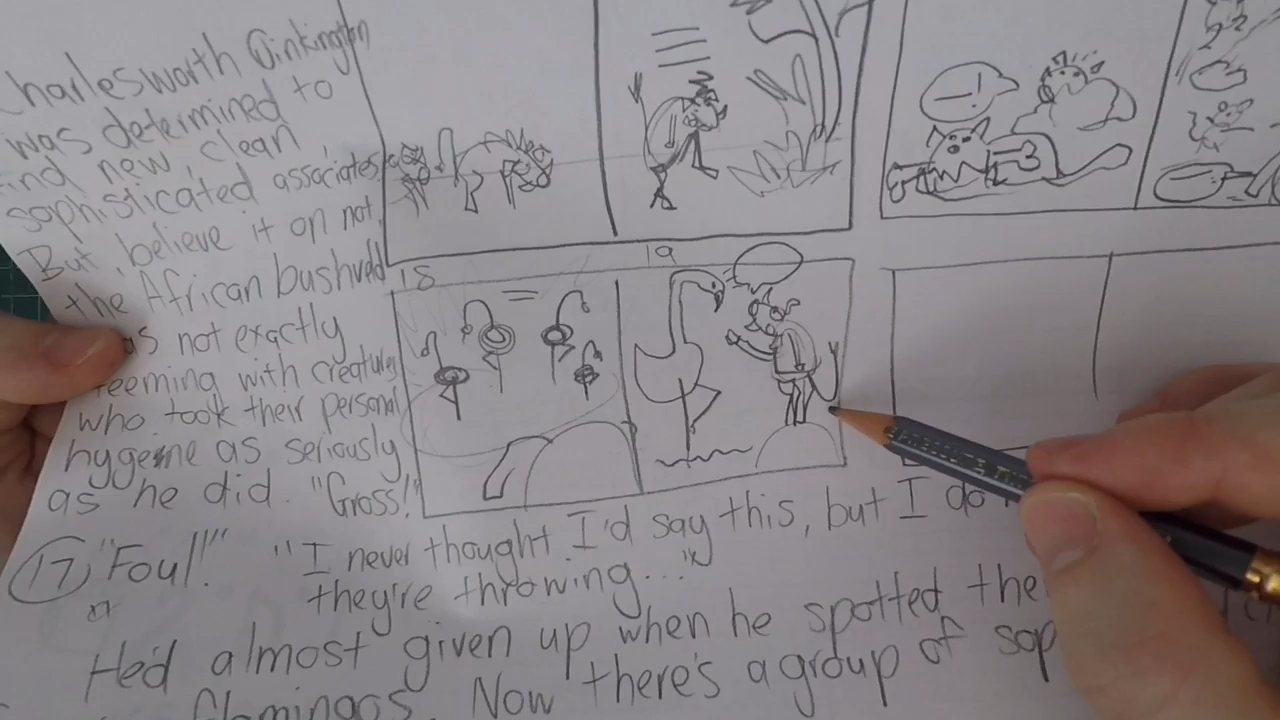 Charlesworth Oinkington
was determined to
find new, clean
sophisticated associates.
But, believe it on not,
the African bushveld
was not exactly
teeming with creatures
who took their personal
hygeine as seriously
as he did. "Gross!"
18
19
17 "Foul!" "I never thought I'd say this, but I do
they're throwing..."
He'd almost given up when he spotted the
flamingos. Now there's a group of sop